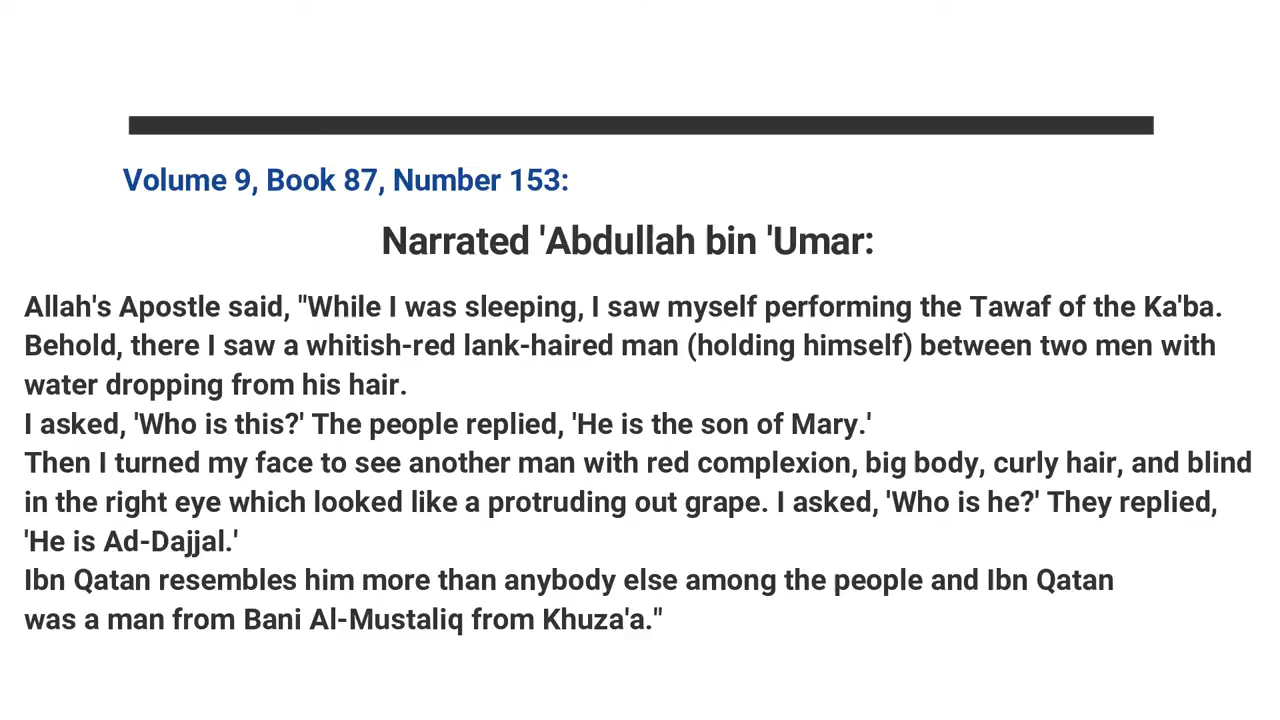 Volume 9, Book 87, Number 153:
Narrated 'Abdullah bin 'Umar:
Allah's Apostle said, "While I was sleeping, I saw myself performing the Tawaf of the Ka'ba.
Behold, there I saw a whitish-red lank-haired man (holding himself) between two men with
water dropping from his hair.
I asked, 'Who is this?' The people replied, 'He is the son of Mary.'
Then I turned my face to see another man with red complexion, big body, curly hair, and blind
in the right eye which looked like a protruding out grape. I asked, 'Who is he?' They replied,
'He is Ad-Dajjal.'
Ibn Qatan resembles him more than anybody else among the people and Ibn Qatan
was a man from Bani Al-Mustaliq from Khuza'a."